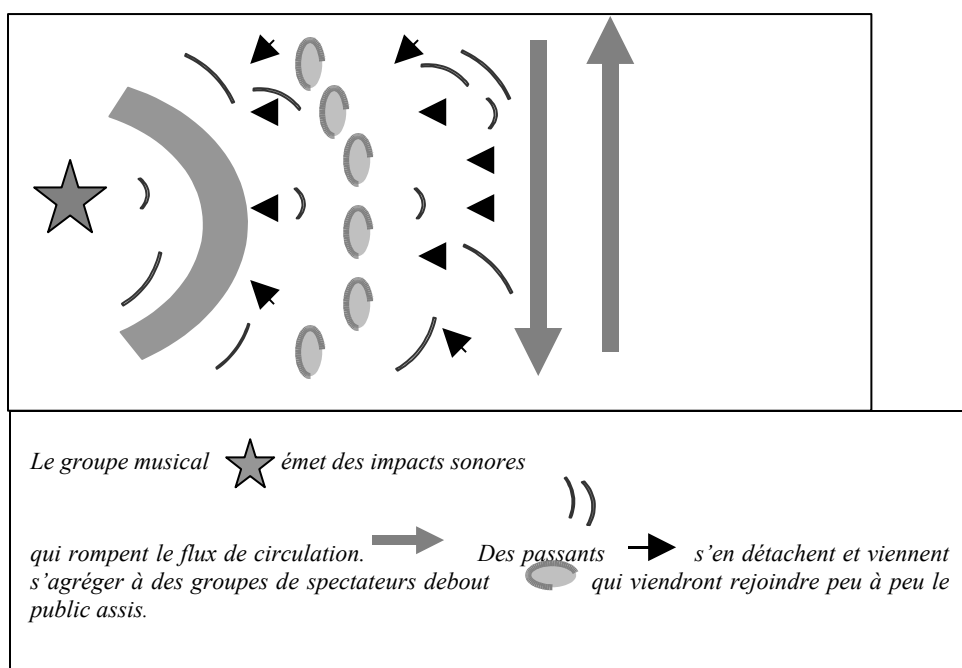 Le groupe musical émet des impacts sonores
qui rompent le flux de circulation. Des passants s’en détachent et viennent
s’agréger à des groupes de spectateurs debout qui viendront rejoindre peu à peu le
public assis.